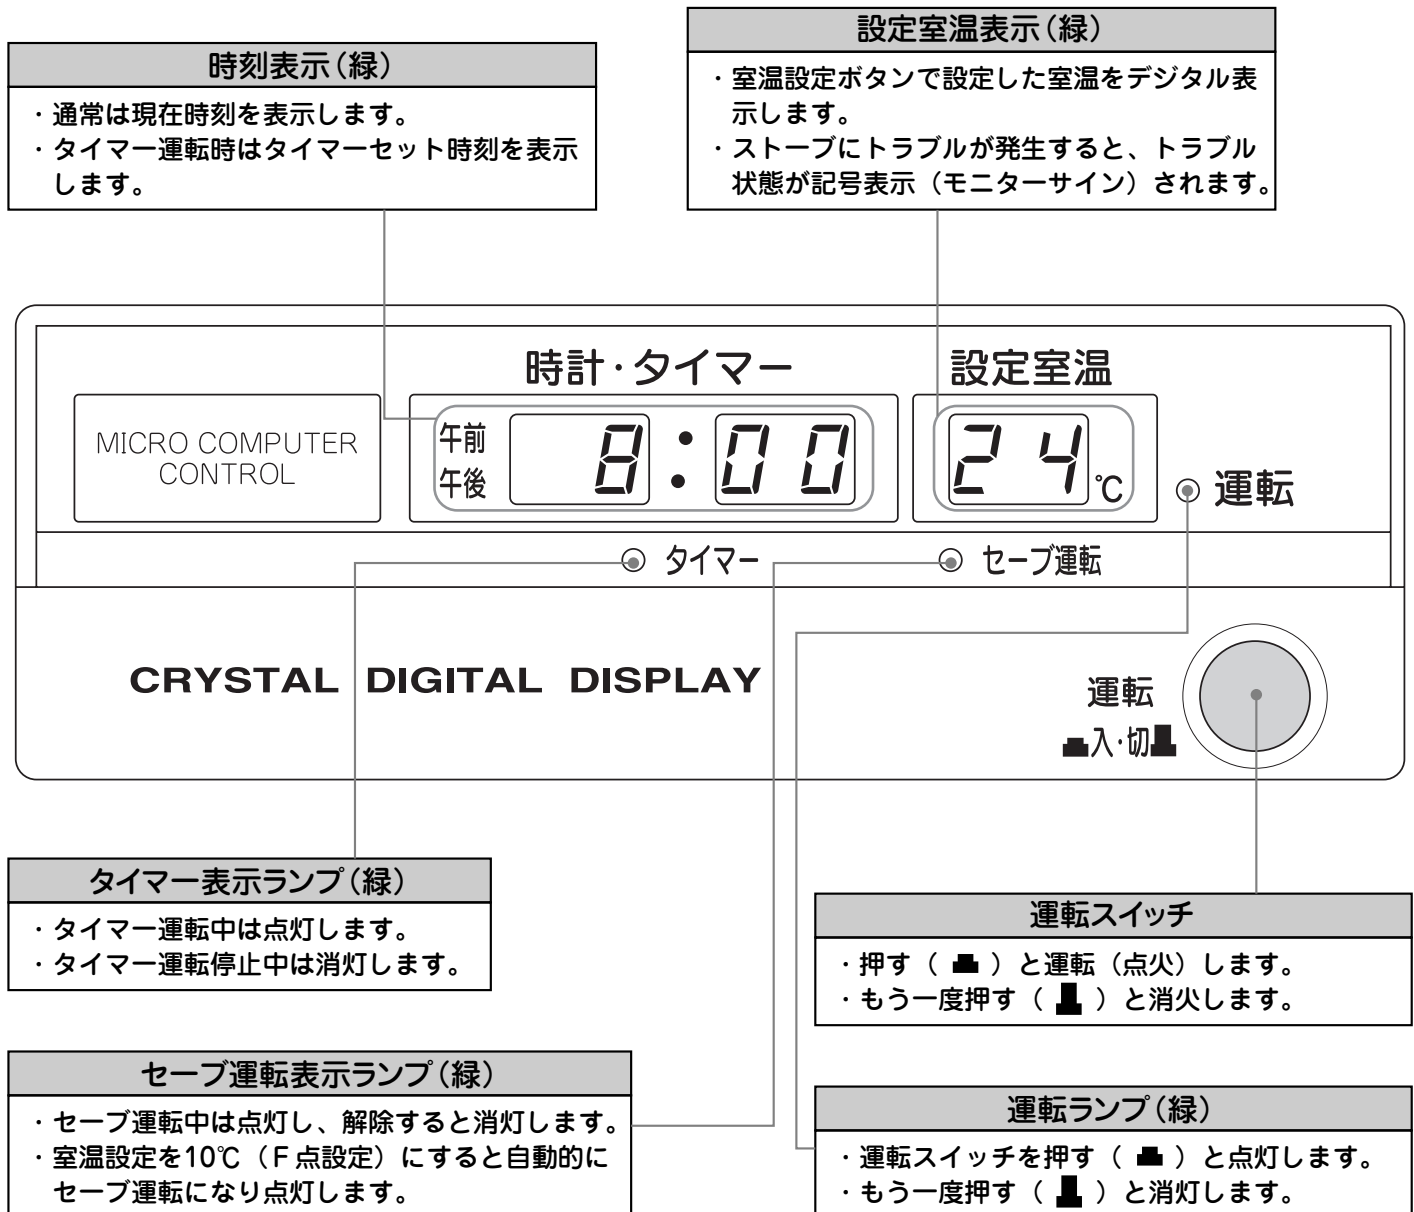 時刻表示(緑)
・通常は現在時刻を表示します。
・タイマー運転時はタイマーセット時刻を表示
します。
設定室温表示(緑)
・室温設定ボタンで設定した室温をデジタル表
示します。
・ストーブにトラブルが発生すると、トラブル
状態が記号表示(モニターサイン)されます。
時計・タイマー
設定室温
MICRO COMPUTER
CONTROL
午前
午後
8:00
24℃
運転
タイマー
セーブ運転
CRYSTAL DIGITAL DISPLAY
運転
入・切
タイマー表示ランプ(緑)
・タイマー運転中は点灯します。
・タイマー運転停止中は消灯します。
運転スイッチ
・押す( )と運転(点火)します。
・もう一度押す( )と消火します。
セーブ運転表示ランプ(緑)
・セーブ運転中は点灯し、解除すると消灯します。
・室温設定を10℃(F点設定)にすると自動的に
セーブ運転になり点灯します。
運転ランプ(緑)
・運転スイッチを押す( )と点灯します。
・もう一度押す( )と消灯します。